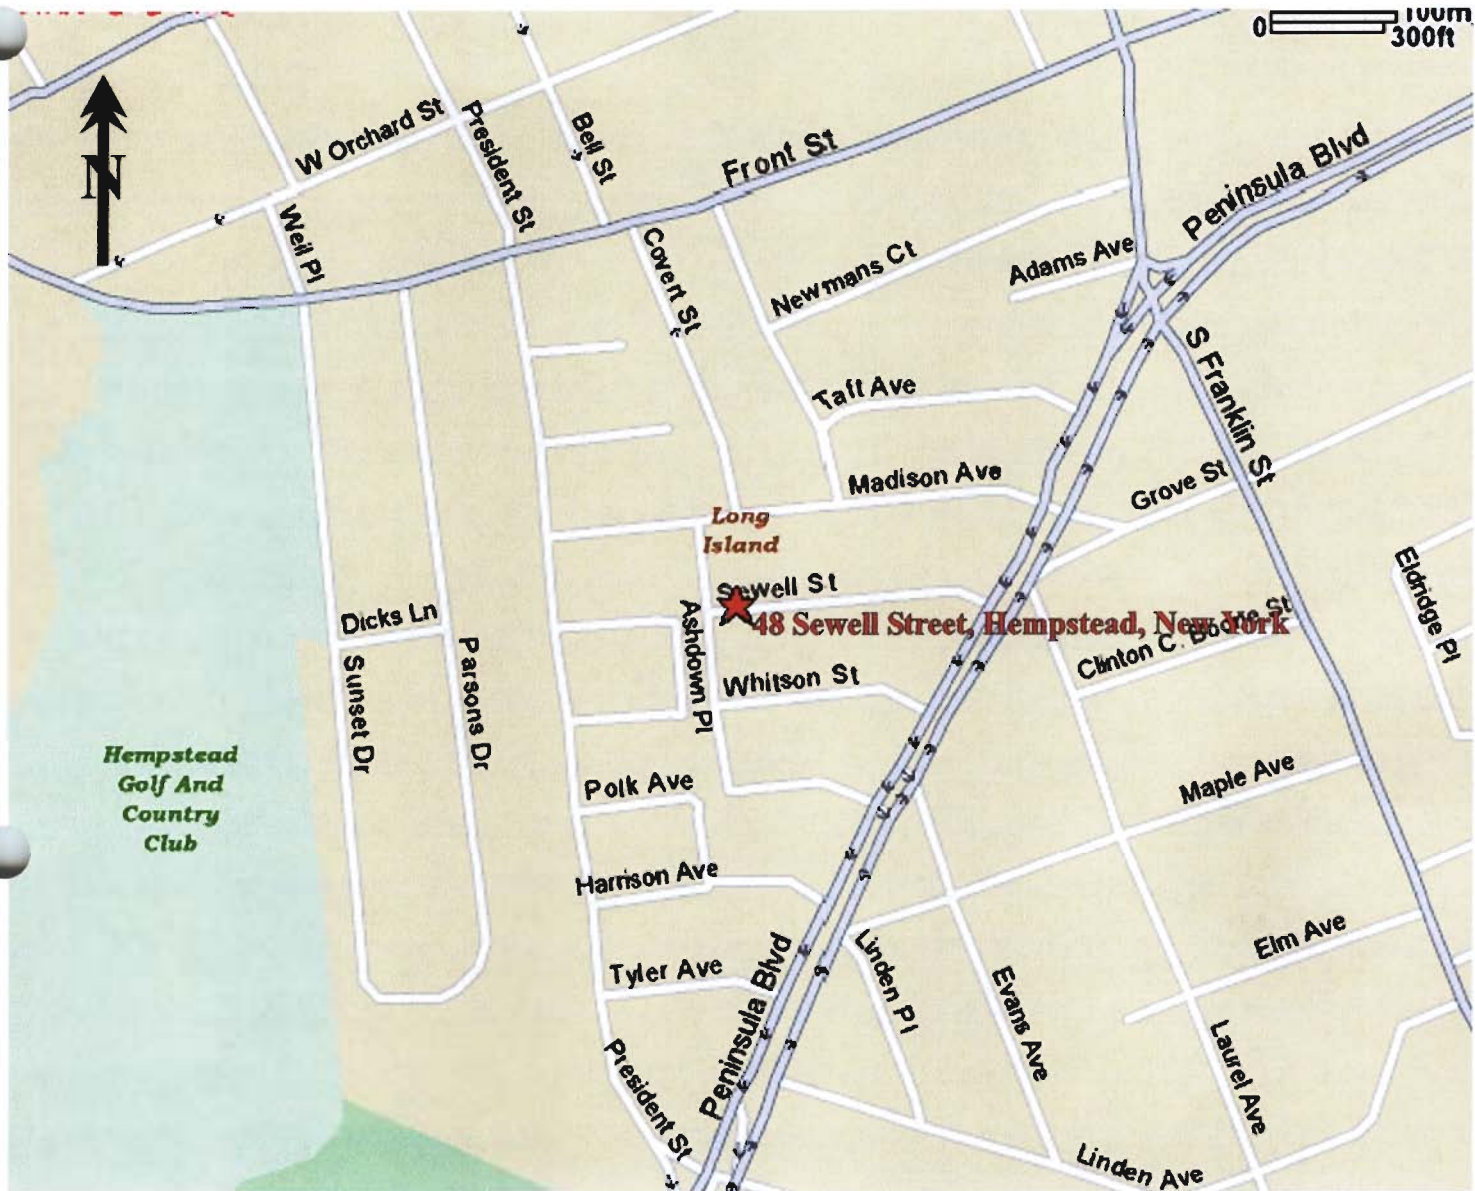 100m
0
300ft
N
W Orchard St
President St
Bell St
Front St
Peninsula Blvd
Weil Pl
Covert St
Newmans Ct
Adams Ave
S Franklin St
Taft Ave
Madison Ave
Grove St
Long
Island
Sewell St
48 Sewell Street, Hempstead, New York
Clinton C. Boone St
Eldridge Pl
Dicks Ln
Ashdown Pl
Sunset Dr
Parsons Dr
Whitson St
Hempstead
Golf And
Country
Club
Polk Ave
Maple Ave
Harrison Ave
Tyler Ave
Peninsula Blvd
Linden Pl
Elm Ave
Evans Ave
Laurel Ave
President St
Linden Ave